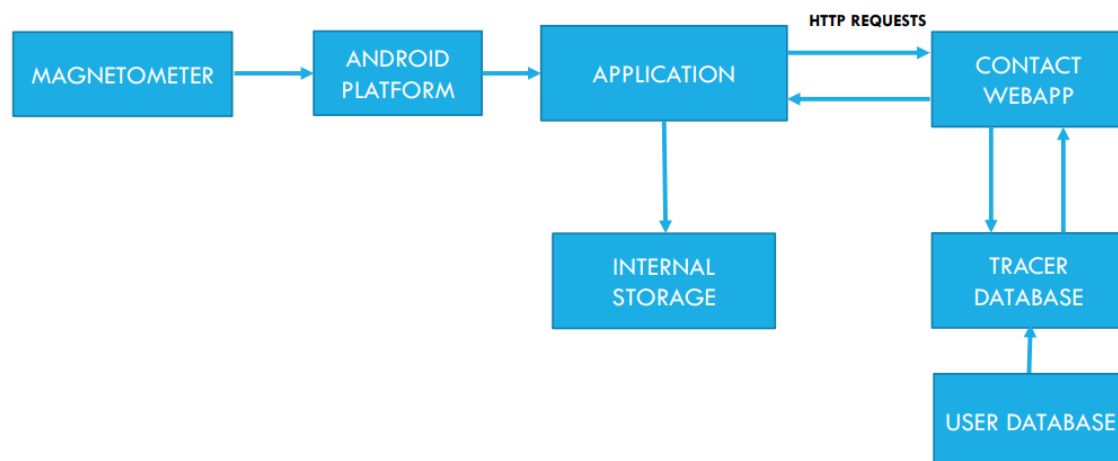 HTTP REQUESTS
MAGNETOMETER
ANDROID
PLATFORM
APPLICATION
CONTACT
WEBAPP
INTERNAL
STORAGE
TRACER
DATABASE
USER DATABASE